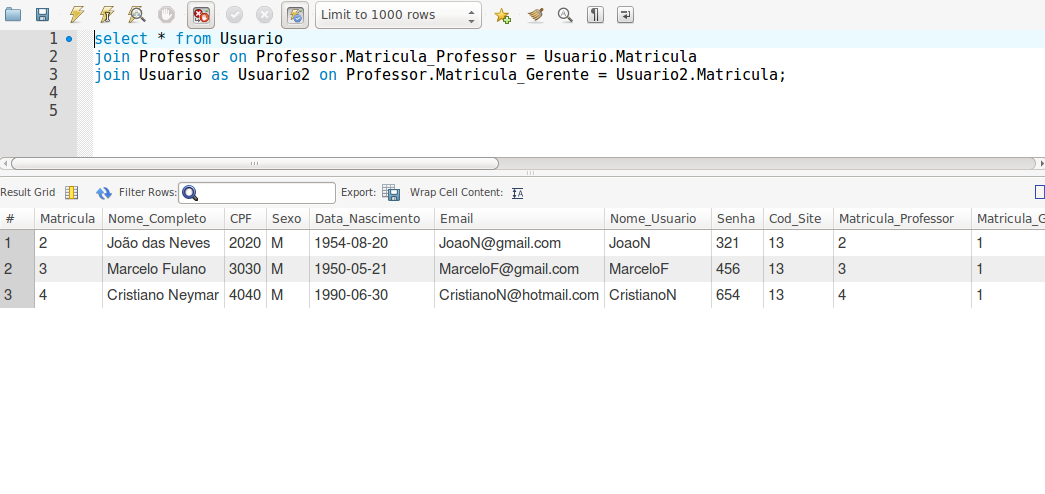 Limit to 1000 rows
1 select * from Usuario
2 join Professor on Professor.Matricula_Professor = Usuario.Matricula
3 join Usuario as Usuario2 on Professor.Matricula_Gerente = Usuario2.Matricula;
4
5
Result Grid Filter Rows: Export: Wrap Cell Content:
# Matricula Nome_Completo CPF Sexo Data_Nascimento Email Nome_Usuario Senha Cod_Site Matricula_Professor Matricula_G
1 2 João das Neves 2020 M 1954-08-20 JoaoN@gmail.com JoaoN 321 13 2 1
2 3 Marcelo Fulano 3030 M 1950-05-21 MarceloF@gmail.com MarceloF 456 13 3 1
3 4 Cristiano Neymar 4040 M 1990-06-30 CristianoN@hotmail.com CristianoN 654 13 4 1